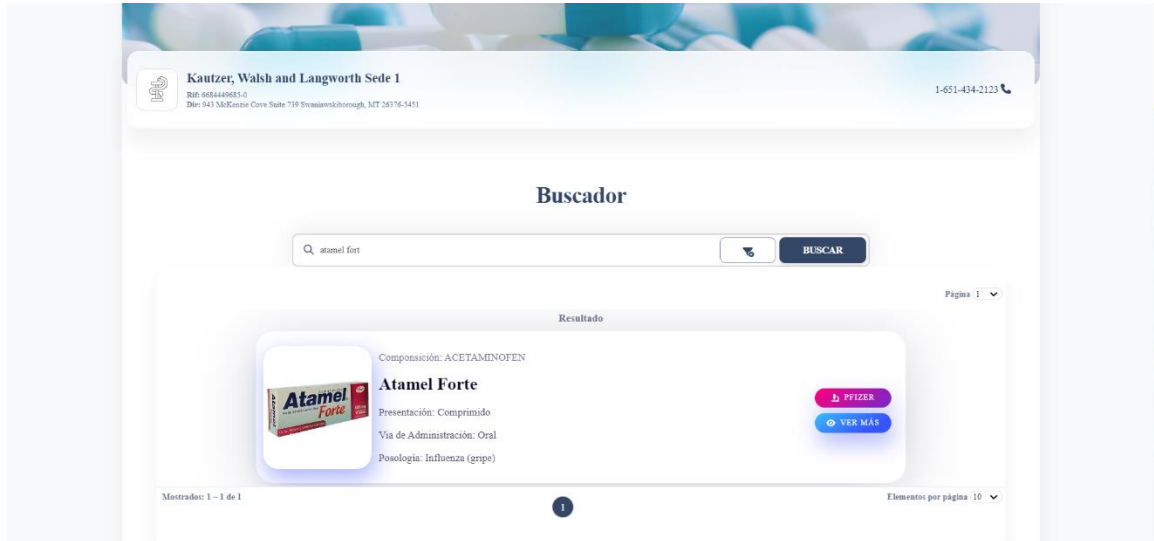 Kautzer, Walsh and Langworth Sede 1
Rif: 6684449685-0
Dir: 943 McKenzie Cove Suite 739 Swaniawskiborough, MT 26376-5451
1-651-434-2123
Buscador
atamel fort
BUSCAR
Página 1
Resultado
Componsición: ACETAMINOFEN
Atamel Forte
Presentación: Comprimido
Via de Administración: Oral
Posologia: Influenza (gripe)
Atamel
Forte
Atamel
PFIZER
VER MÁS
Mostrados: 1 – 1 de 1
1
Elementos por página 10